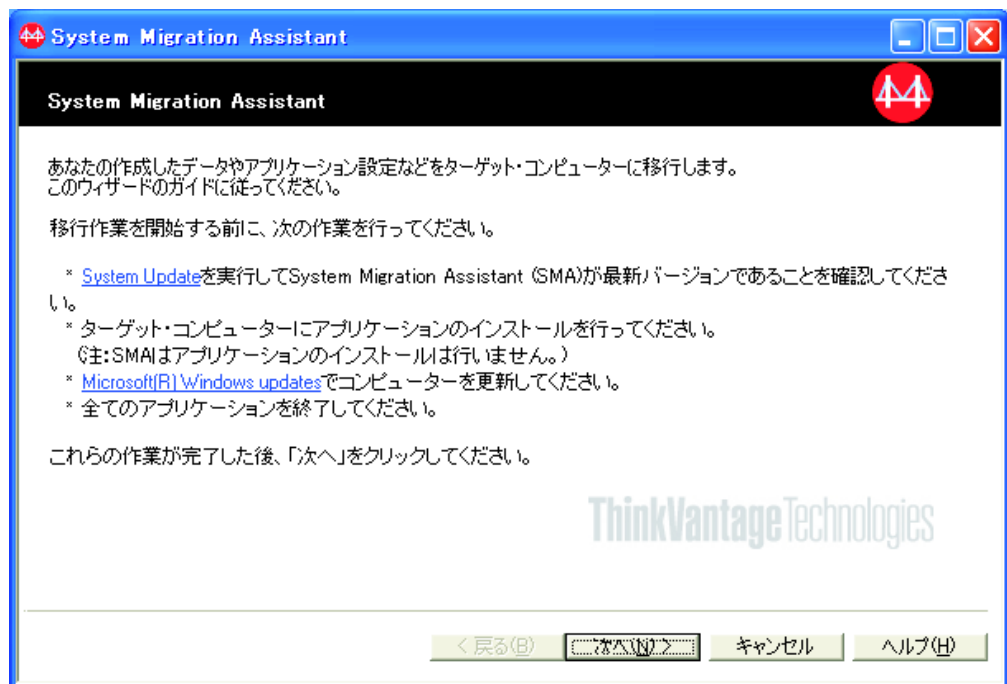 System Migration Assistant
System Migration Assistant
あなたの作成したデータやアプリケーション設定などをターゲット・コンピューターに移行します。
このウィザードのガイドに従ってください。
移行作業を開始する前に、次の作業を行ってください。
* System Updateを実行してSystem Migration Assistant (SMA)が最新バージョンであることを確認してくださ
い。
* ターゲット・コンピューターにアプリケーションのインストールを行ってください。
(注:SMAはアプリケーションのインストールは行いません。)
* Microsoft(R) Windows updatesでコンピューターを更新してください。
* 全てのアプリケーションを終了してください。
これらの作業が完了した後、「次へ」をクリックしてください。
ThinkVantage Technologies
< 戻る(B) 次へ(N) > キャンセル ヘルプ(H)